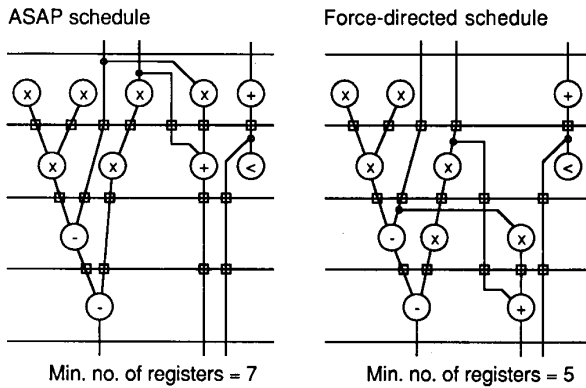 ASAP schedule
Force-directed schedule
x x x x +
x x + <
-
-
Min. no. of registers = 7
x x +
x x <
- x x
- +
Min. no. of registers = 5